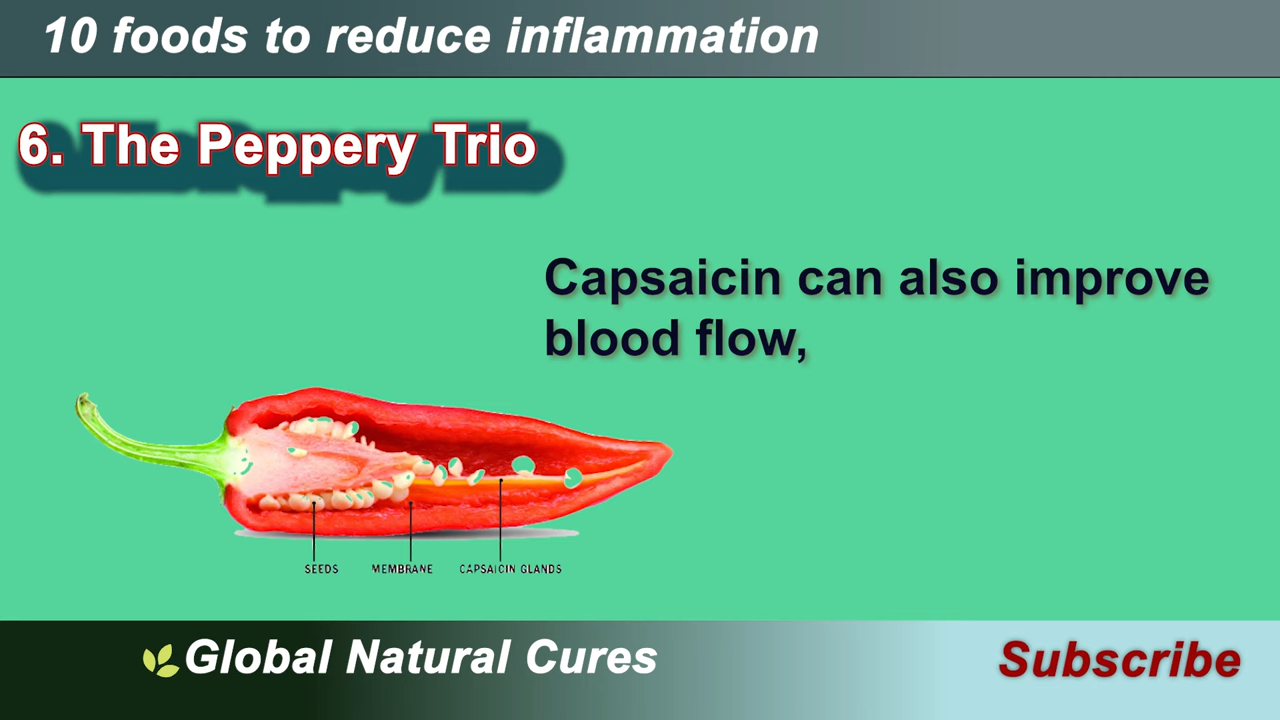 10 foods to reduce inflammation
6. The Peppery Trio
Capsaicin can also improve
blood flow,
SEEDS MEMBRANE CAPSAICIN GLANDS
Global Natural Cures
Subscribe